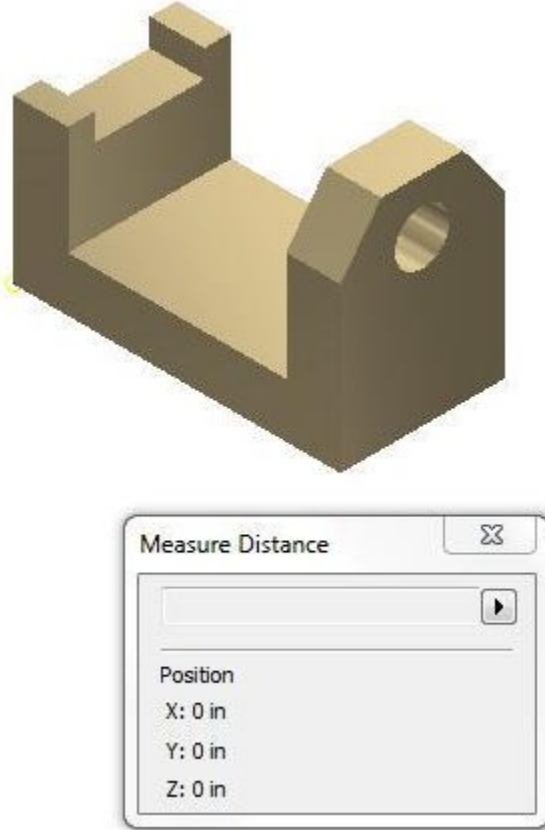 Measure Distance
Position
X: 0 in
Y: 0 in
Z: 0 in